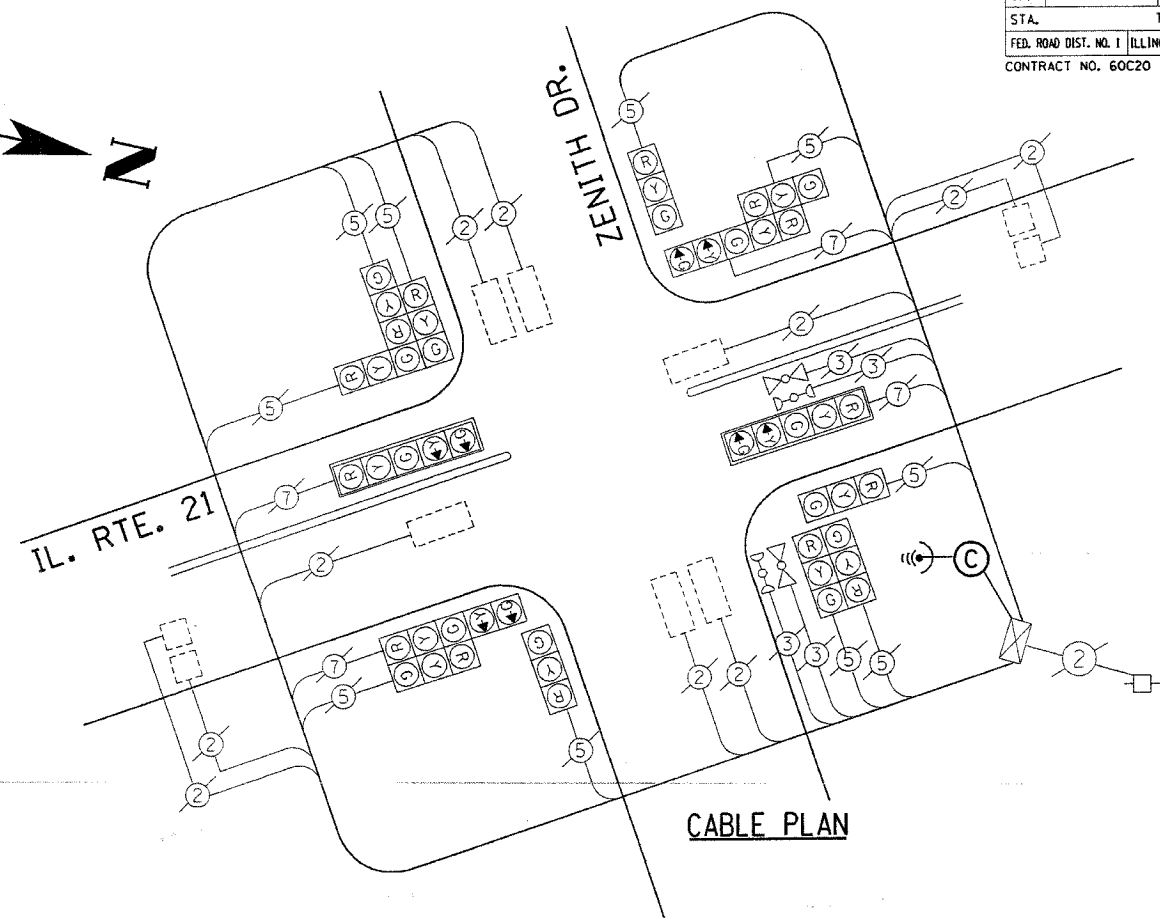 STA.
FED. ROAD DIST. NO. 1
CONTRACT NO. 60C20
N
ZENITH DR.
5
R
Y
G
5
R Y G
G Y G Y R
7
2
2
5
5
2
2
G
Y
R
R
Y
G
R Y G
5
2
3
3
G Y G Y R
7
R Y G Y G
7
IL. RTE. 21
2
G Y R
5
R
Y
G
G
Y
R
C
R Y G Y G
G Y R
7
5
G
Y
R
5
2
2
2
2
3
3
5
5
2
CABLE PLAN